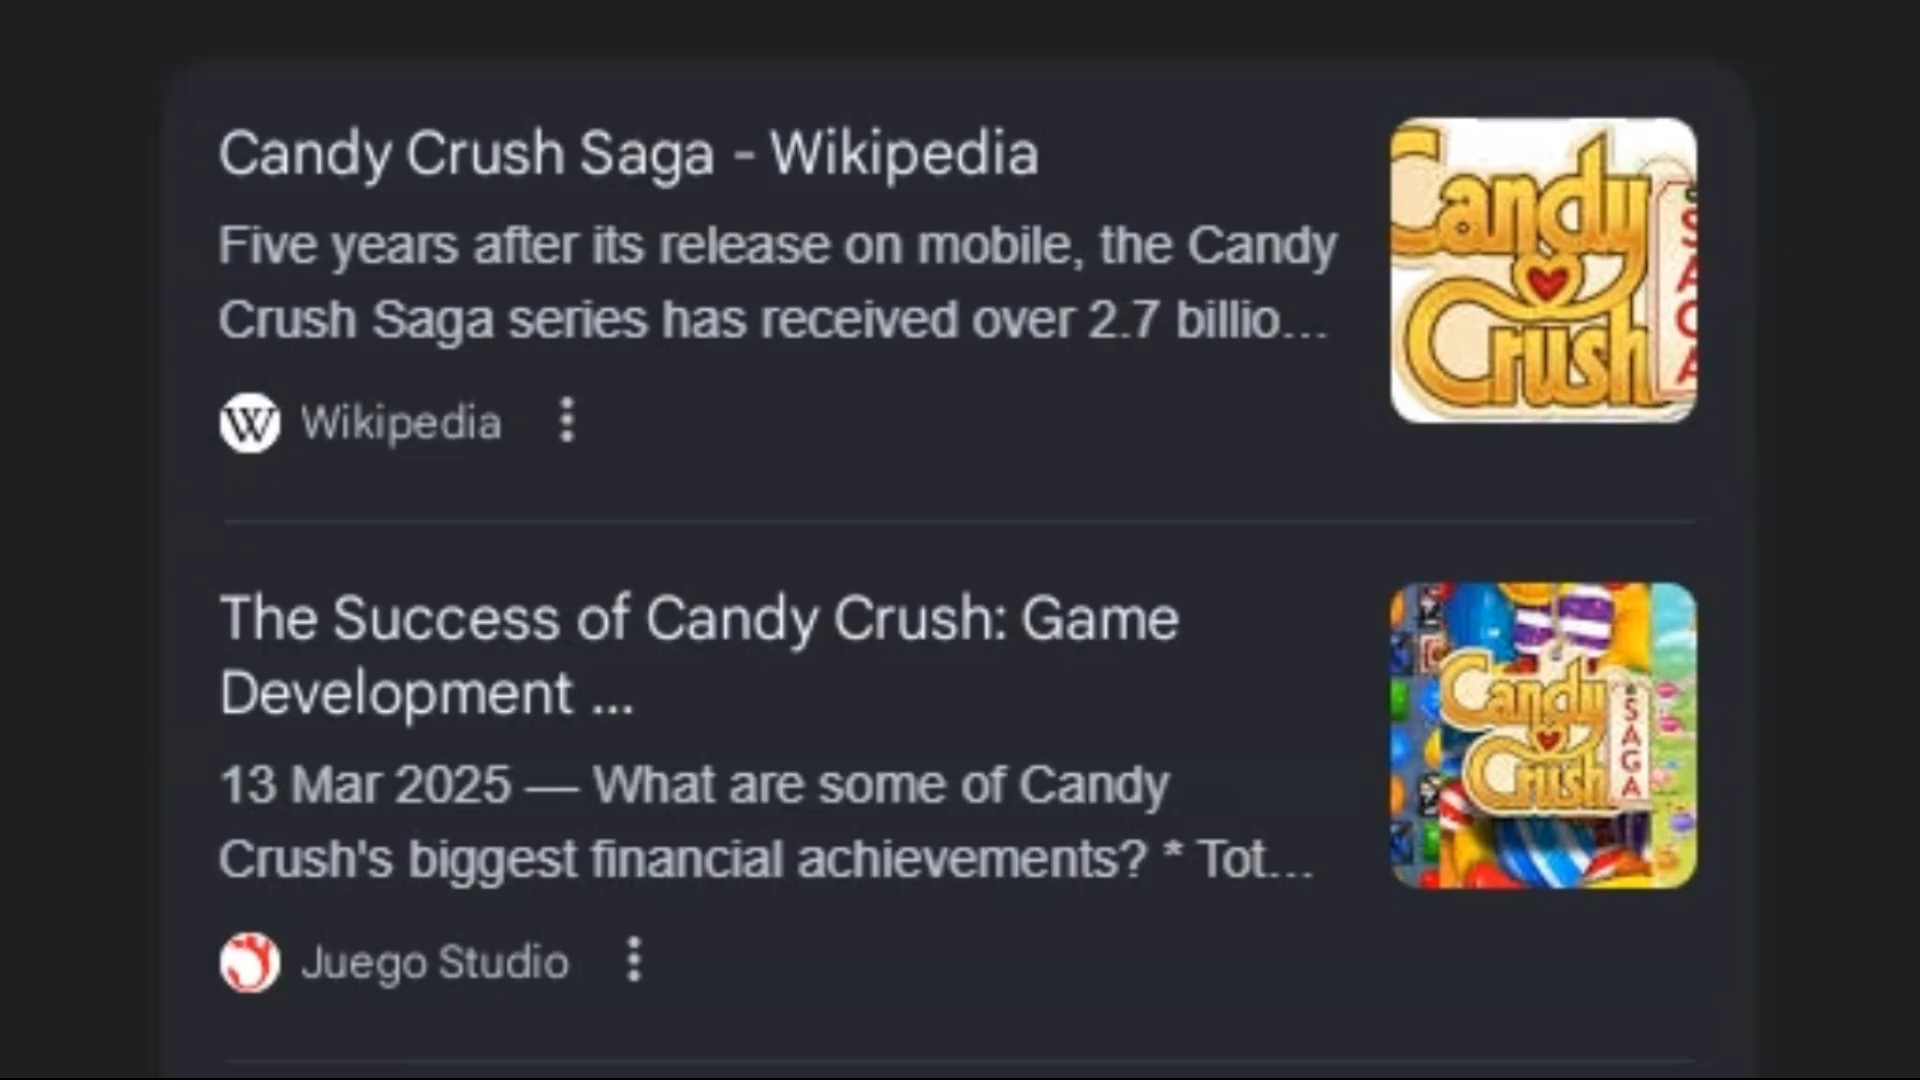 Candy Crush Saga - Wikipedia
Five years after its release on mobile, the Candy
Crush Saga series has received over 2.7 billio...
W Wikipedia
Candy
Crush
SAGA
The Success of Candy Crush: Game
Development ...
13 Mar 2025 — What are some of Candy
Crush's biggest financial achievements? * Tot...
Juego Studio
Candy
Crush
SAGA